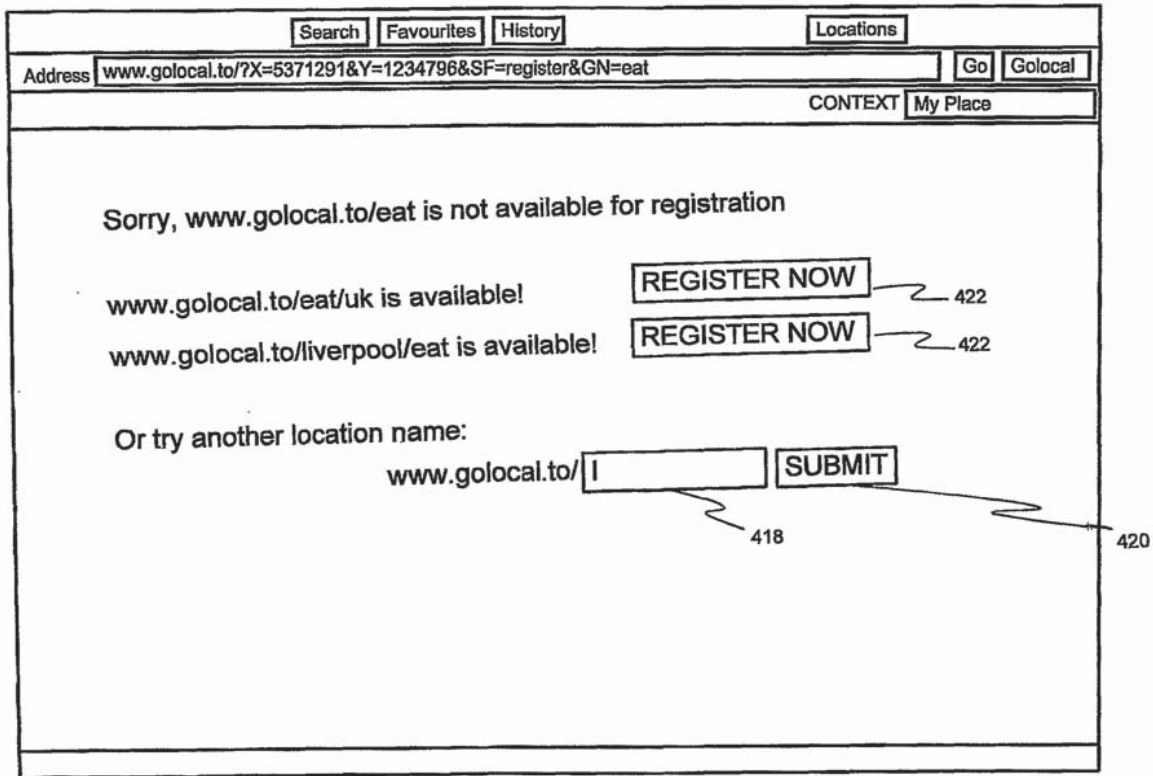 Search Favourites History Locations
Address www.golocal.to/?X=5371291&Y=1234796&SF=register&GN=eat Go Golocal
CONTEXT My Place
Sorry, www.golocal.to/eat is not available for registration
www.golocal.to/eat/uk is available! REGISTER NOW 422
www.golocal.to/liverpool/eat is available! REGISTER NOW 422
Or try another location name:
www.golocal.to/ SUBMIT
418
420